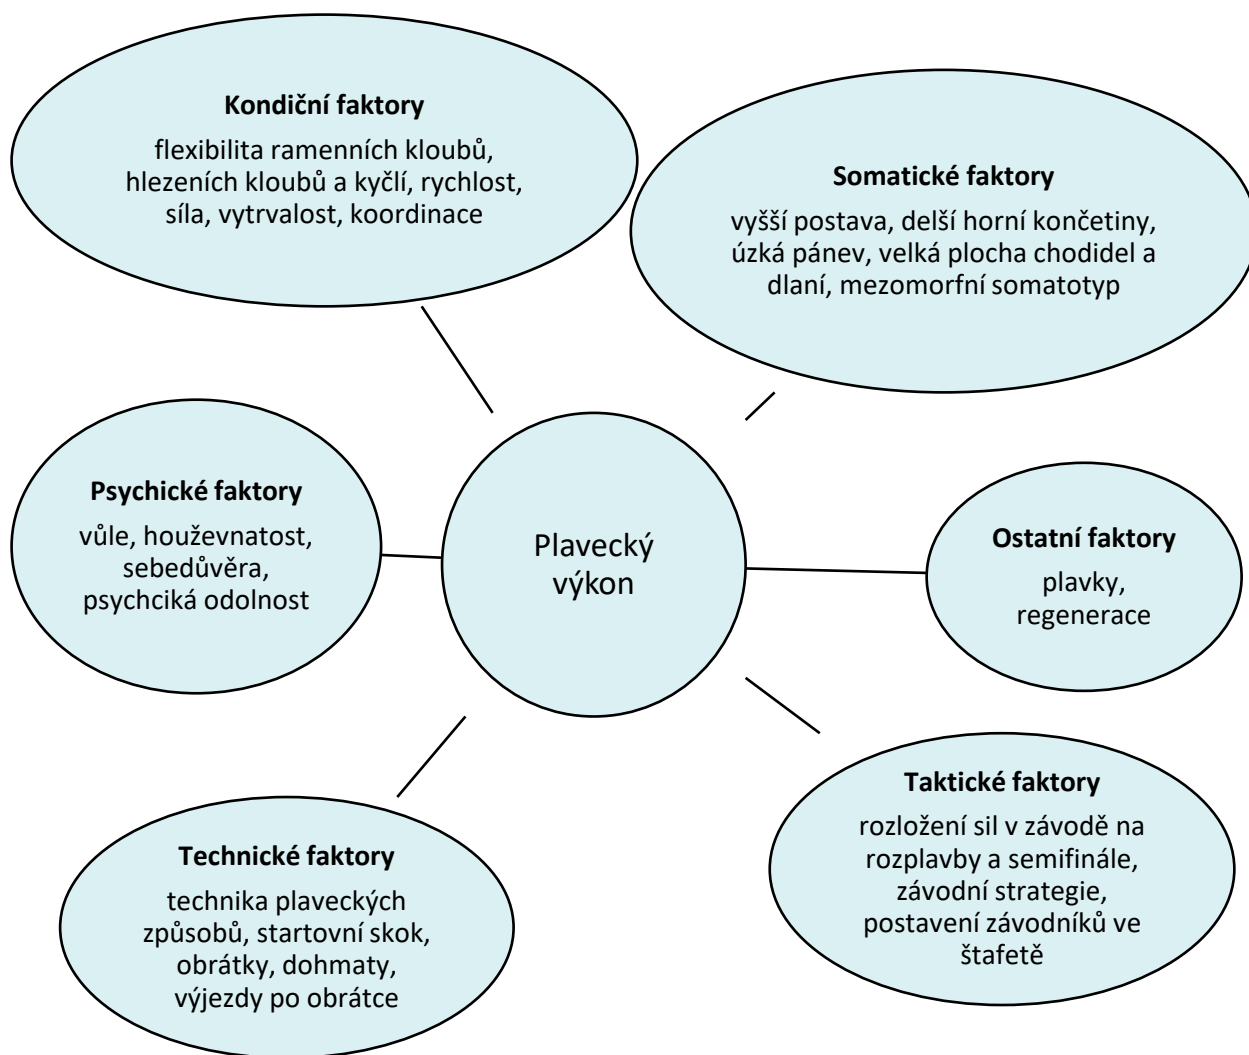 Kondiční faktory
flexibilita ramenních kloubů,
hlezeních kloubů a kyčlí, rychlost,
síla, vytrvalost, koordinace
Somatické faktory
vyšší postava, delší horní končetiny,
úzká pánev, velká plocha chodidel a
dlaní, mezomorfní somatotyp
Psychické faktory
vůle, houževnatost,
sebedůvěra,
psychciká odolnost
Plavecký
výkon
Ostatní faktory
plavky,
regenerace
Technické faktory
technika plaveckých
způsobů, startovní skok,
obrátky, dohmaty,
výjezdy po obrátce
Taktické faktory
rozložení sil v závodě na
rozplavby a semifinále,
závodní strategie,
postavení závodníků ve
štafetě